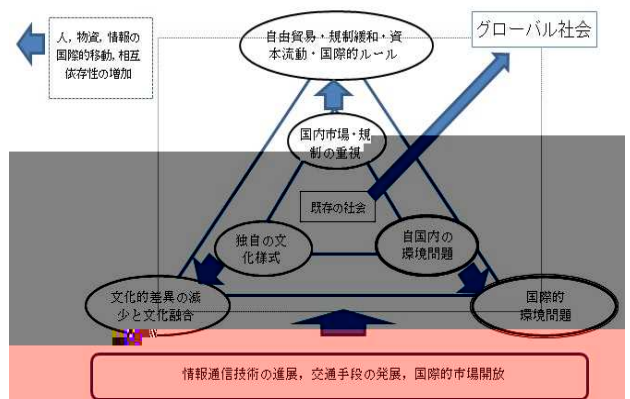 人，物資，情報の
国際的移動，相互
依存性の増加
自由貿易・規制緩和・資
本流動・国際的ルール
グローバル社会
国内市場・規
制の重視
既存の社会
独自の文
化様式
自国内の
環境問題
文化的差異の減
少と文化融合
国際的
環境問題
情報通信技術の進展，交通手段の発展，国際的市場開放